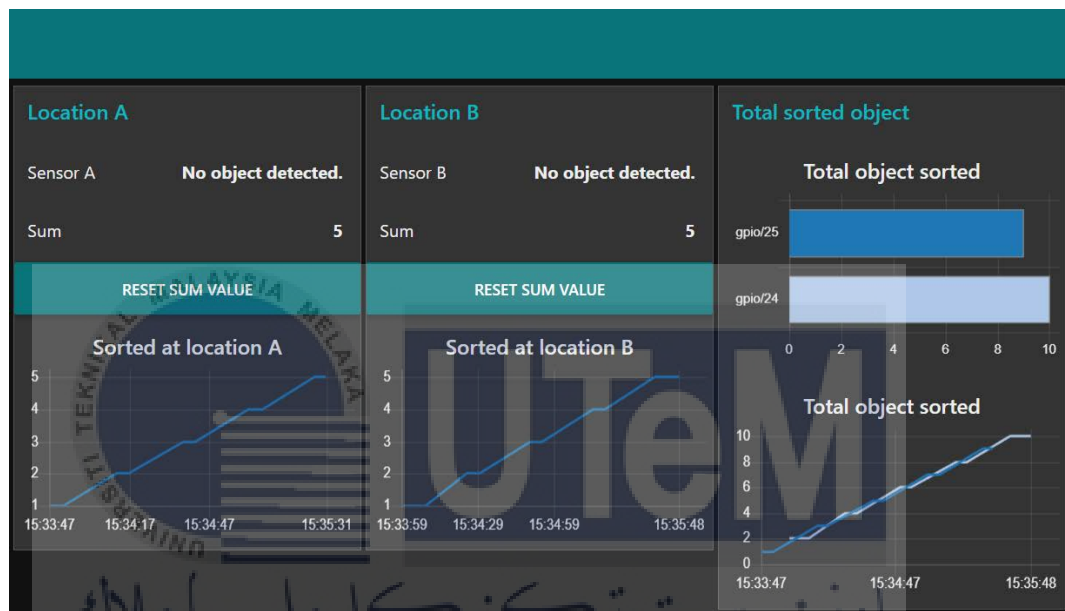 Location A
Sensor A No object detected.
Sum 5
RESET SUM VALUE
Sorted at location A
5
4
3
2
1
15:33:47 15:34:17 15:34:47 15:35:31
Location B
Sensor B No object detected.
Sum 5
RESET SUM VALUE
Sorted at location B
5
4
3
2
1
15:33:59 15:34:29 15:34:59 15:35:48
Total sorted object
Total object sorted
gpio/25
gpio/24
0 2 4 6 8 10
Total object sorted
10
8
6
4
2
0
15:33:47 15:34:47 15:35:48
UNIVERSITI TEKNIKAL MALAYSIA MELAKA
UTeM